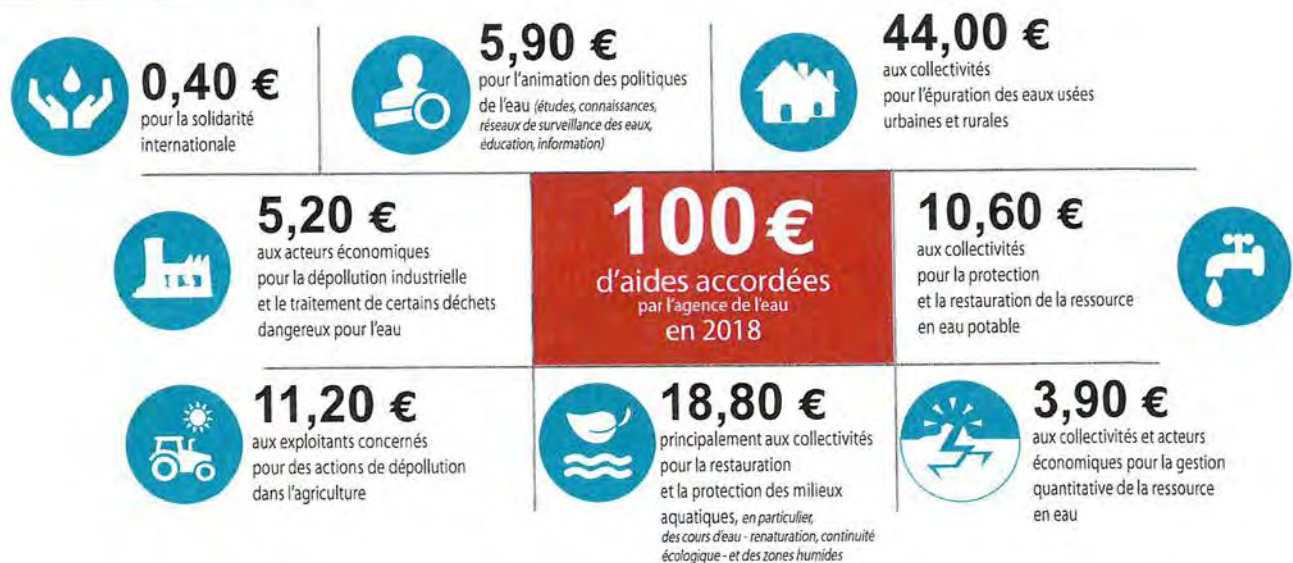 0,40 €
pour la solidarité
internationale
5,90 €
pour l'animation des politiques
de l'eau (études, connaissances,
réseaux de surveillance des eaux,
éducation, information)
44,00 €
aux collectivités
pour l'épuration des eaux usées
urbaines et rurales
5,20 €
aux acteurs économiques
pour la dépollution industrielle
et le traitement de certains déchets
dangereux pour l'eau
100 €
d'aides accordées
par l'agence de l'eau
en 2018
10,60 €
aux collectivités
pour la protection
et la restauration de la ressource
en eau potable
11,20 €
aux exploitants concernés
pour des actions de dépollution
dans l'agriculture
18,80 €
principalement aux collectivités
pour la restauration
et la protection des milieux
aquatiques, en particulier,
des cours d'eau - renaturation, continuité
écologique - et des zones humides
3,90 €
aux collectivités et acteurs
économiques pour la gestion
quantitative de la ressource
en eau